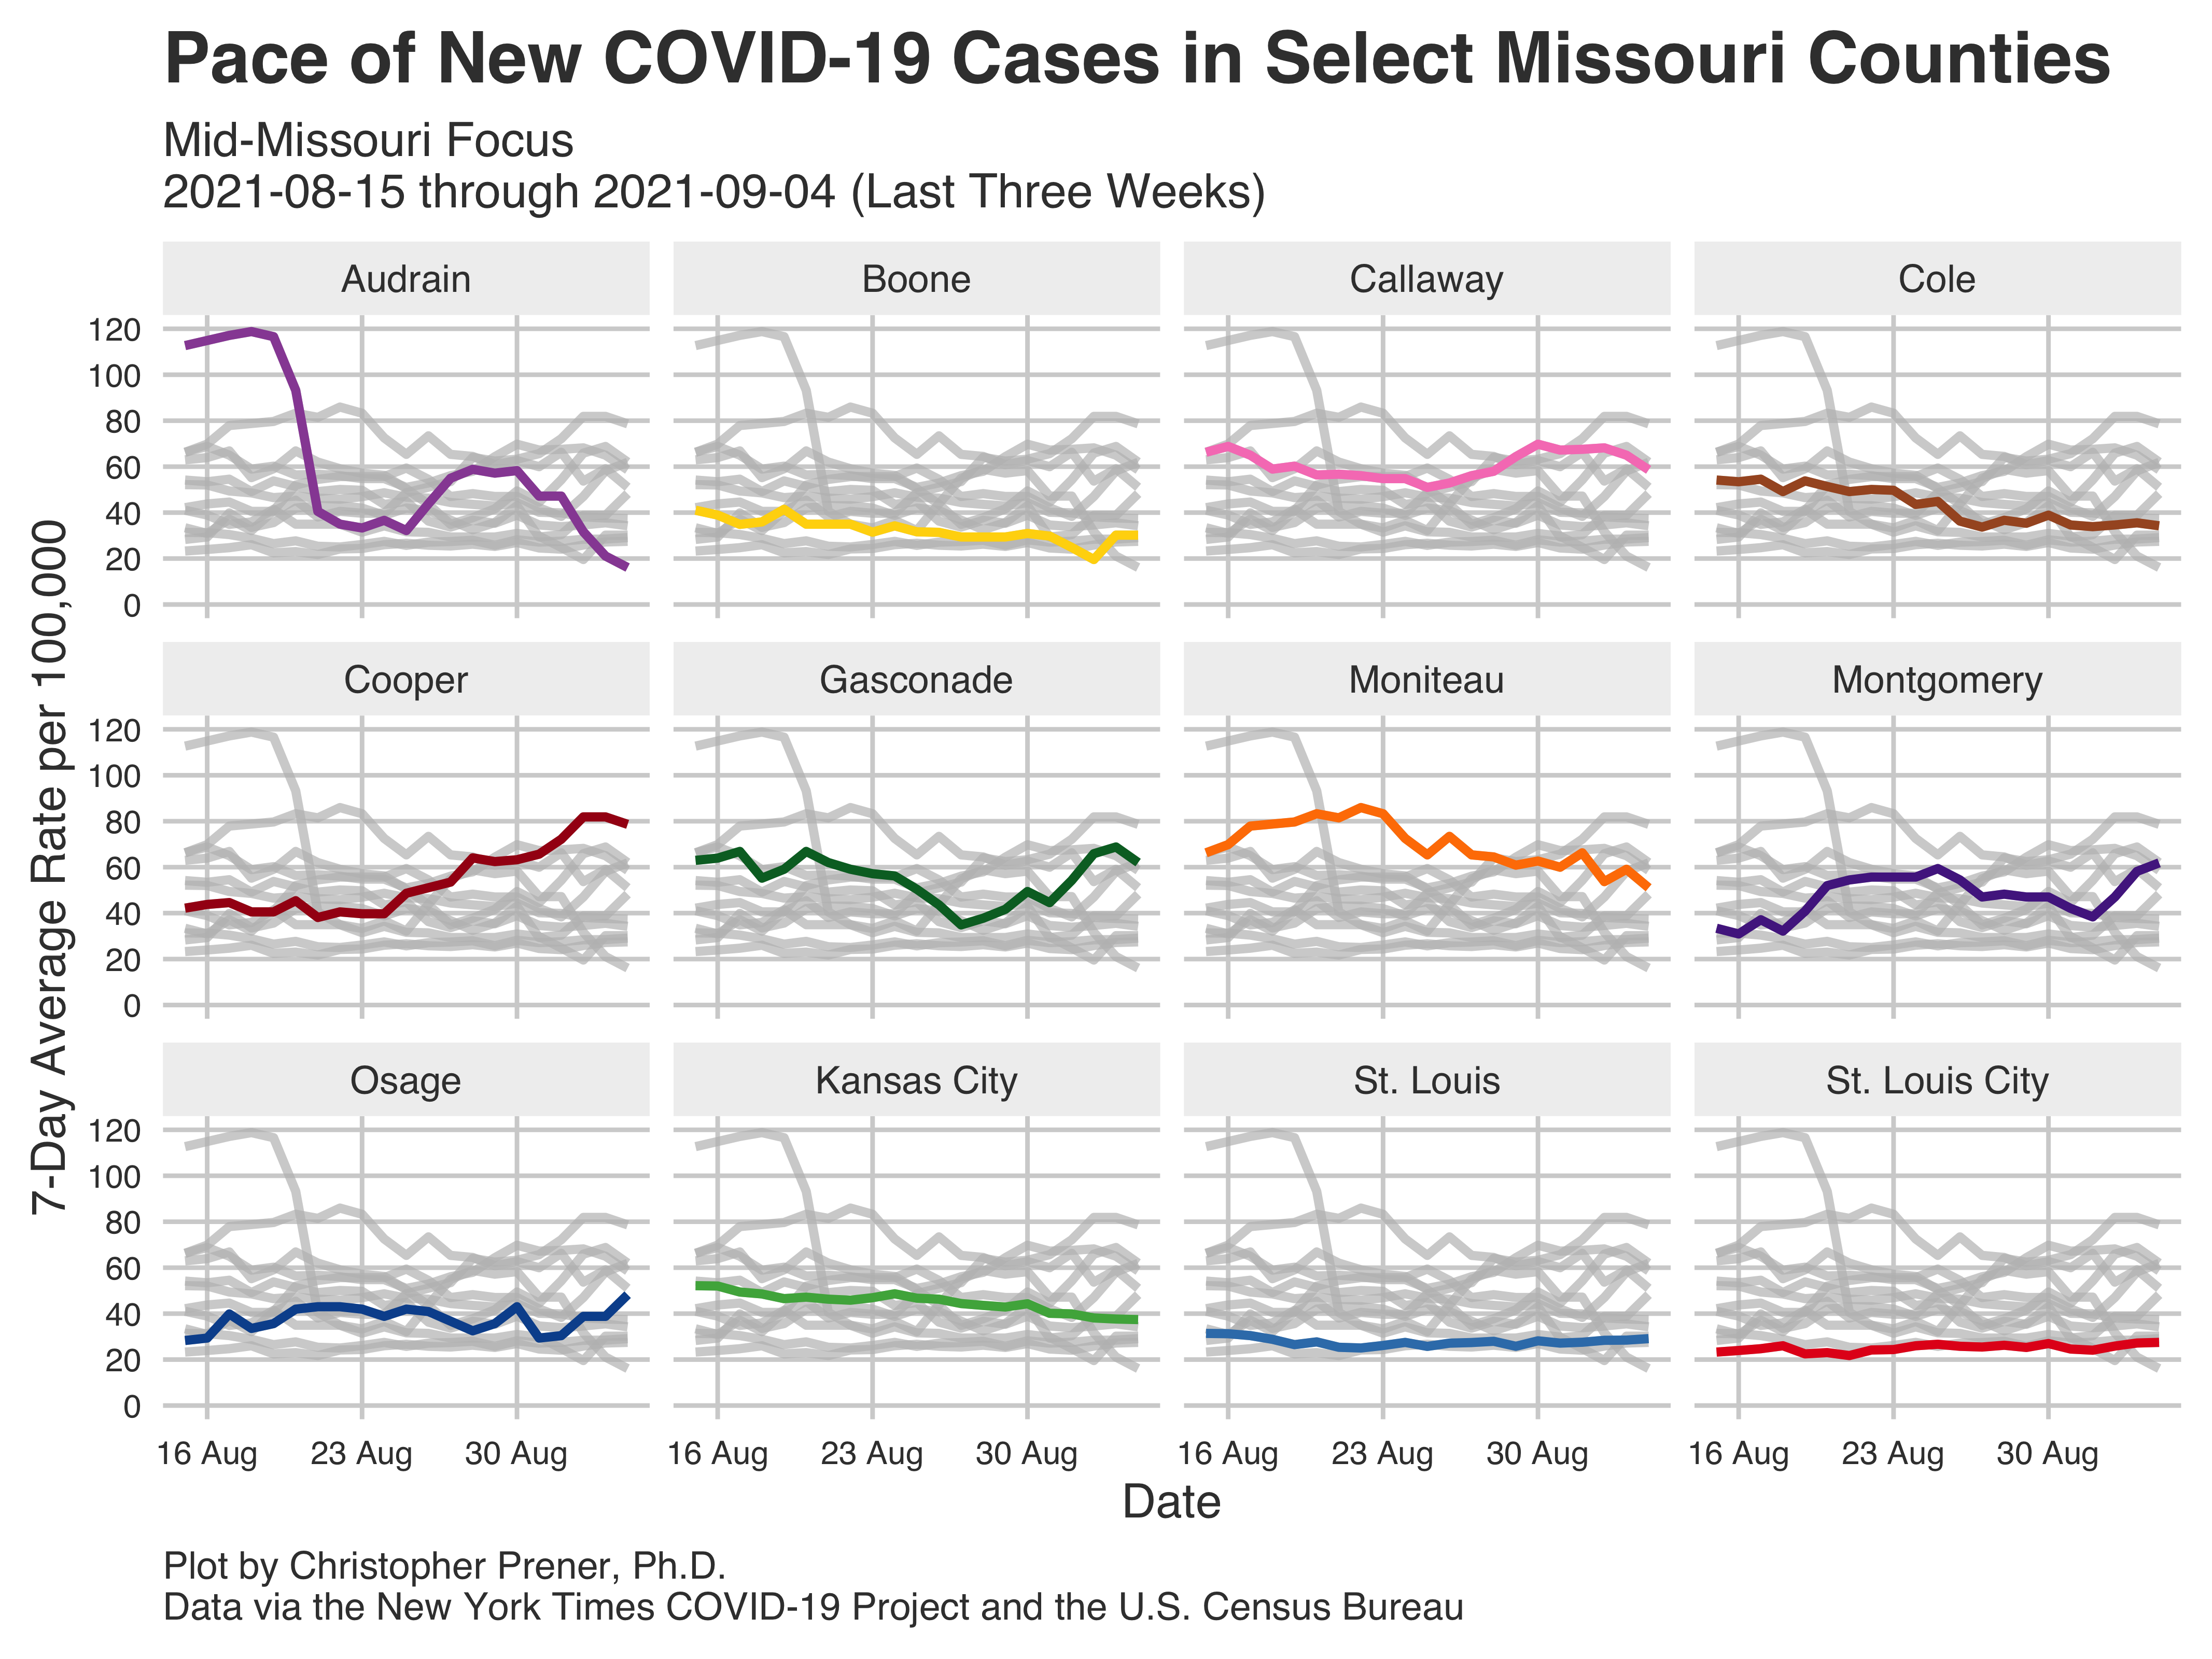 Pace of New COVID-19 Cases in Select Missouri Counties
Mid-Missouri Focus
2021-08-15 through 2021-09-04 (Last Three Weeks)
7-Day Average Rate per 100,000
Audrain
Boone
Callaway
Cole
120
100
80
60
40
20
0
Cooper
Gasconade
Moniteau
Montgomery
120
100
80
60
40
20
0
Osage
Kansas City
St. Louis
St. Louis City
120
100
80
60
40
20
0
16 Aug 23 Aug 30 Aug 16 Aug 23 Aug 30 Aug 16 Aug 23 Aug 30 Aug 16 Aug 23 Aug 30 Aug
Date
Plot by Christopher Prener, Ph.D.
Data via the New York Times COVID-19 Project and the U.S. Census Bureau